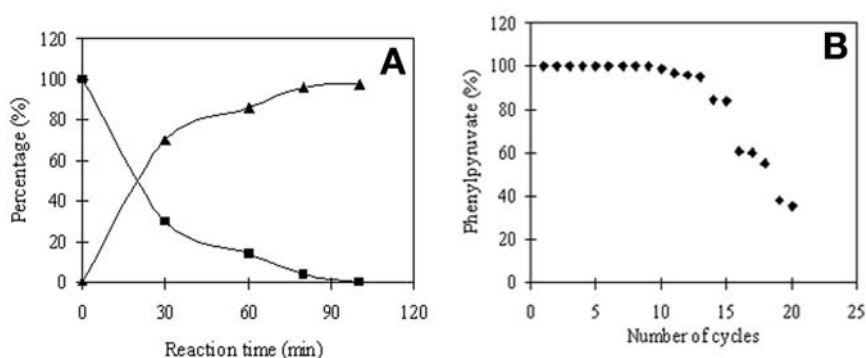 A
120
100
80
60
40
20
0
Percentage (%)
0 30 60 90 120
Reaction time (min)
B
120
100
80
60
40
20
0
Phenylpyruvate (%)
0 5 10 15 20 25
Number of cycles